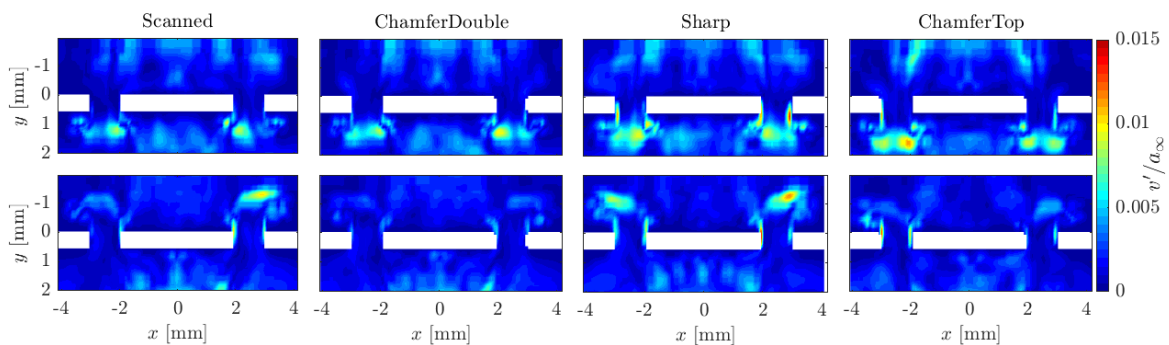 Scanned ChamferDouble Sharp ChamferTop
y [mm] -1 0 1 2
y [mm] -1 0 1 2
-4 -2 0 2 4 -4 -2 0 2 4 -4 -2 0 2 4 -4 -2 0 2 4
x [mm] x [mm] x [mm] x [mm]
0.015
0.01
0.005
0
v′/a∞